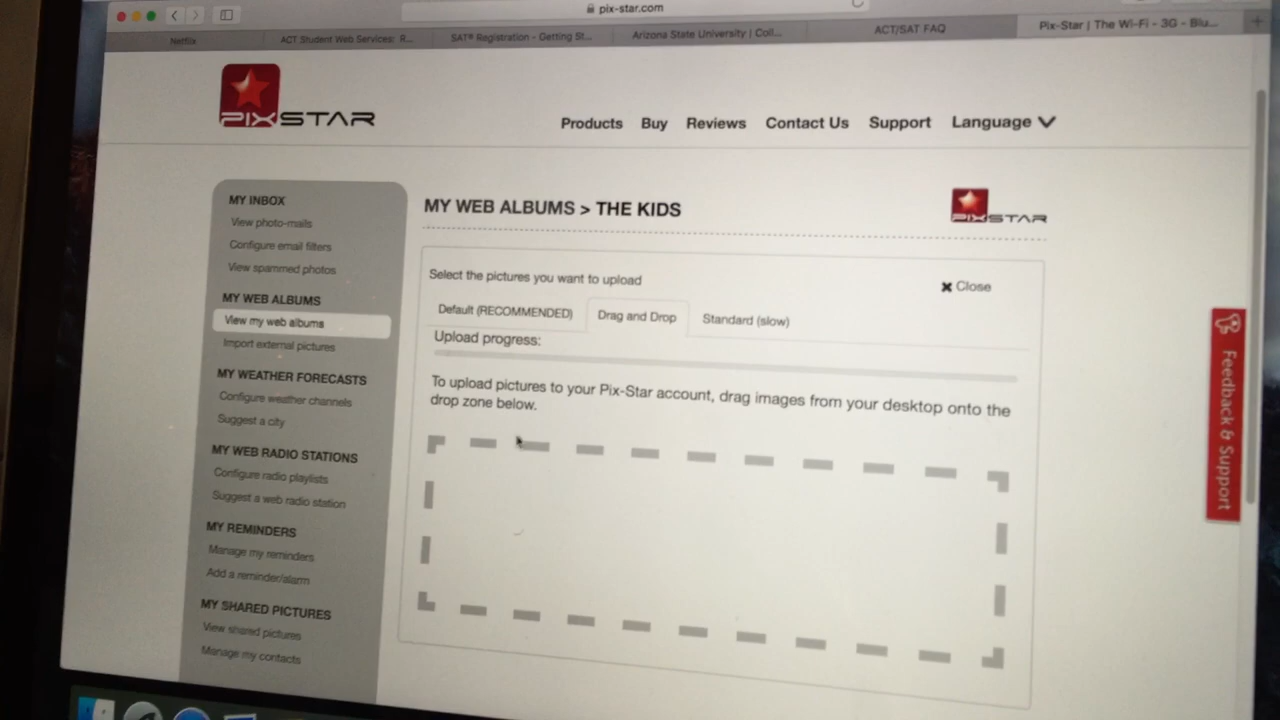 pix-star.com
Netflix
ACT Student Web Services: R...
SAT® Registration - Getting St...
Arizona State University | Coll...
ACT/SAT FAQ
Pix-Star | The Wi-Fi - 3G - Blu...
PIXSTAR
Products Buy Reviews Contact Us Support Language
MY INBOX
View photo-mails
Configure email filters
View spammed photos
MY WEB ALBUMS
View my web albums
Import external pictures
MY WEATHER FORECASTS
Configure weather channels
Suggest a city
MY WEB RADIO STATIONS
Configure radio playlists
Suggest a web radio station
MY REMINDERS
Manage my reminders
Add a reminder/alarm
MY SHARED PICTURES
View shared pictures
Manage my contacts
MY WEB ALBUMS > THE KIDS
PIXSTAR
Select the pictures you want to upload
Close
Default (RECOMMENDED)
Drag and Drop
Standard (slow)
Upload progress:
To upload pictures to your Pix-Star account, drag images from your desktop onto the
drop zone below.
Feedback & Support